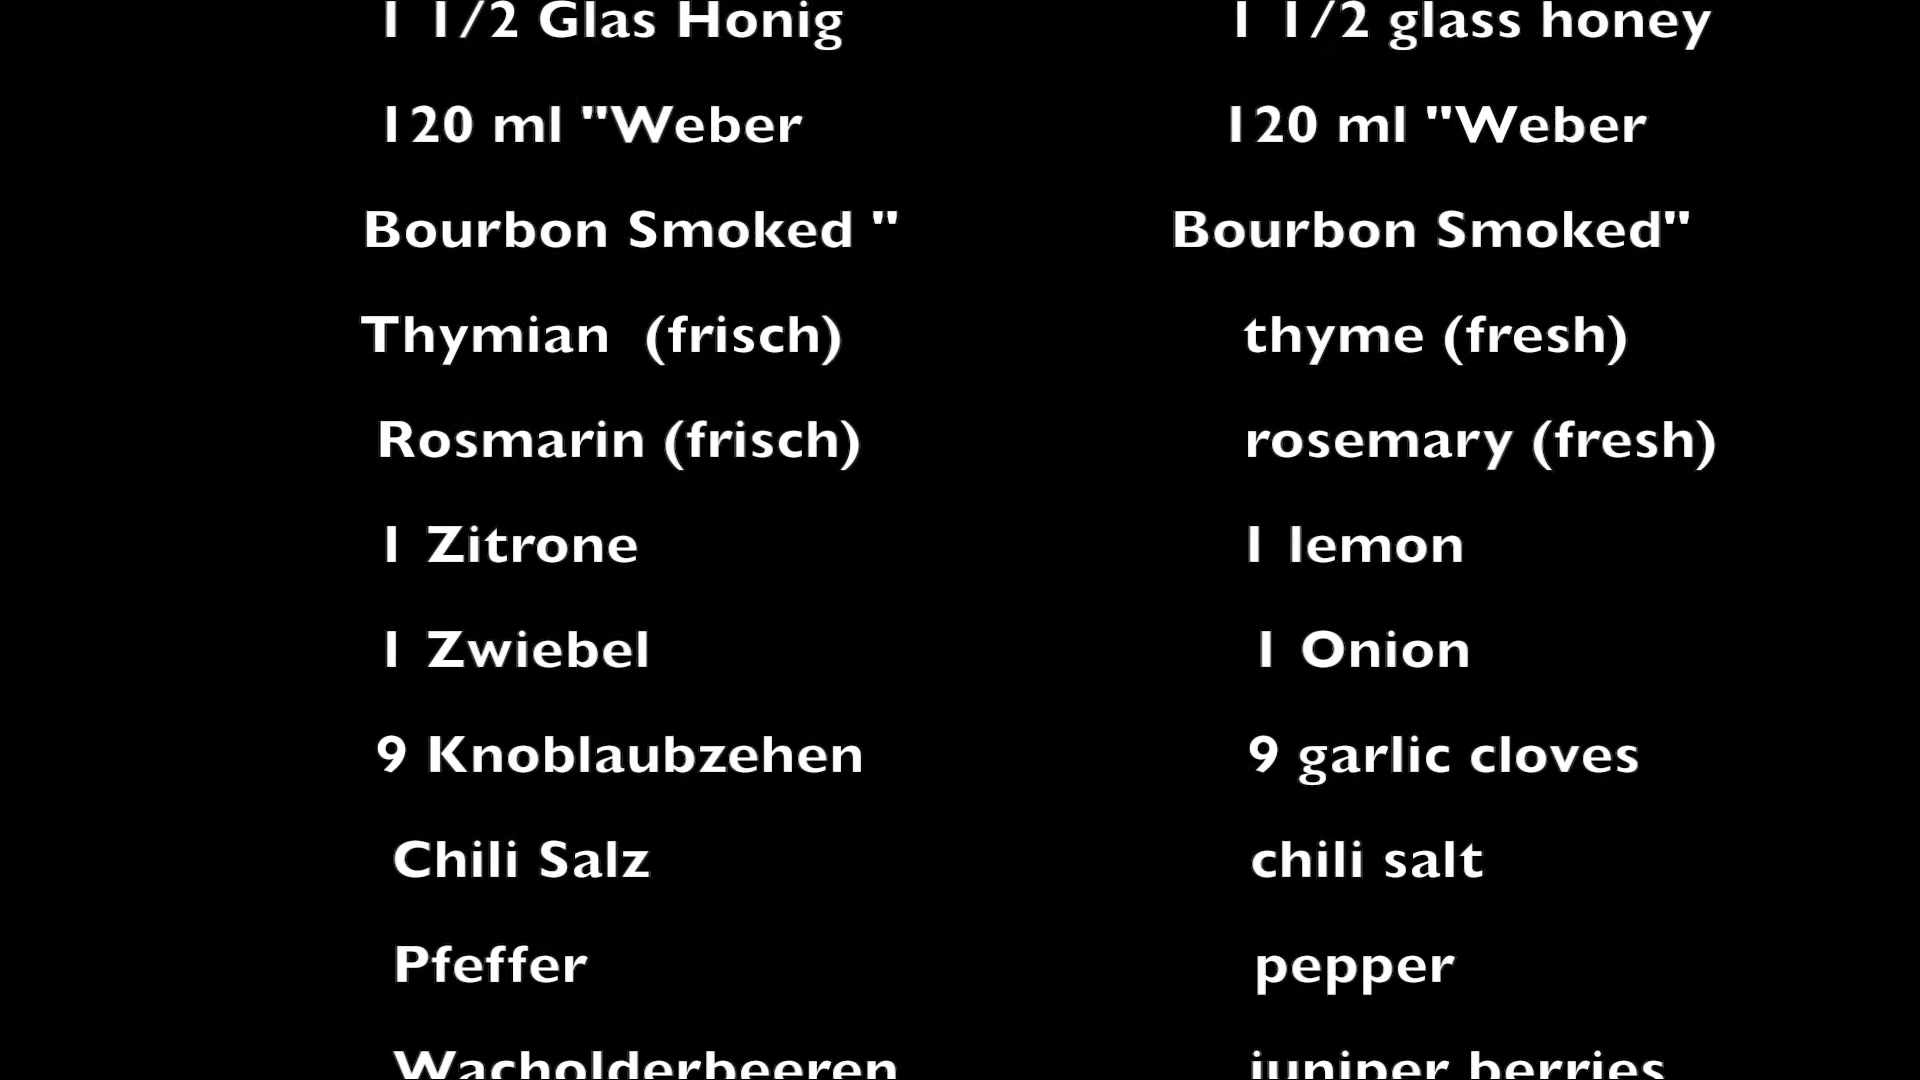 1 1/2 Glas Honig 1 1/2 glass honey
120 ml "Weber 120 ml "Weber
Bourbon Smoked " Bourbon Smoked"
Thymian (frisch) thyme (fresh)
Rosmarin (frisch) rosemary (fresh)
1 Zitrone 1 lemon
1 Zwiebel 1 Onion
9 Knoblaubzehen 9 garlic cloves
Chili Salz chili salt
Pfeffer pepper
Wacholderbeeren juniper berries